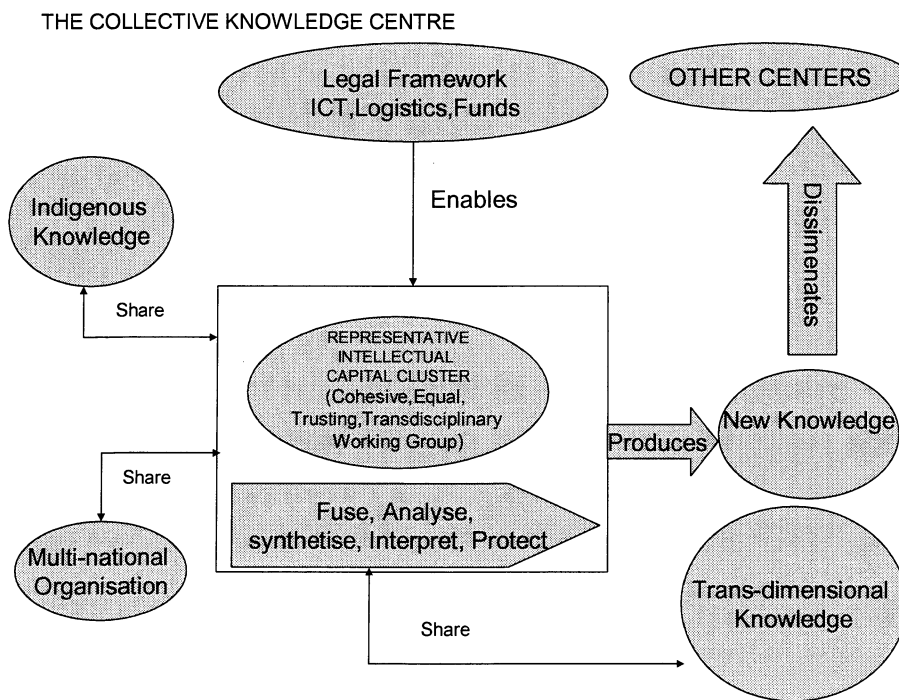 THE COLLECTIVE KNOWLEDGE CENTRE
Legal Framework
ICT,Logistics,Funds
OTHER CENTERS
Enables
Dissimenates
Indigenous
Knowledge
Share
REPRESENTATIVE
INTELLECTUAL
CAPITAL CLUSTER
(Cohesive,Equal,
Trusting,Transdisciplinary
Working Group)
Produces
New Knowledge
Share
Fuse, Analyse,
synthetise, Interpret, Protect
Multi-national
Organisation
Trans-dimensional
Knowledge
Share